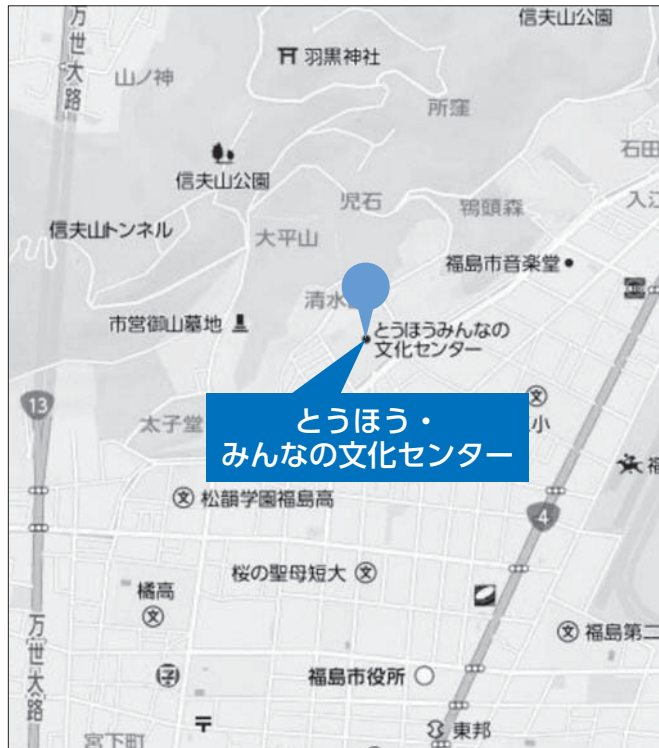 信夫山公園
万世大路
羽黒神社
山ノ神
所窪
石田
信夫山公園
児石
鴨頭森
入江
信夫山トンネル
大平山
福島市音楽堂
清水
市営御山墓地
とうほうみんなの
文化センター
13
太子堂
とうほう・
みんなの文化センター
文
小
福
文 松韻学園福島高
4
桜の聖母短大 文
橘高
文
文 福島第二
万世大路
福島市役所
〒
東邦
宮下町